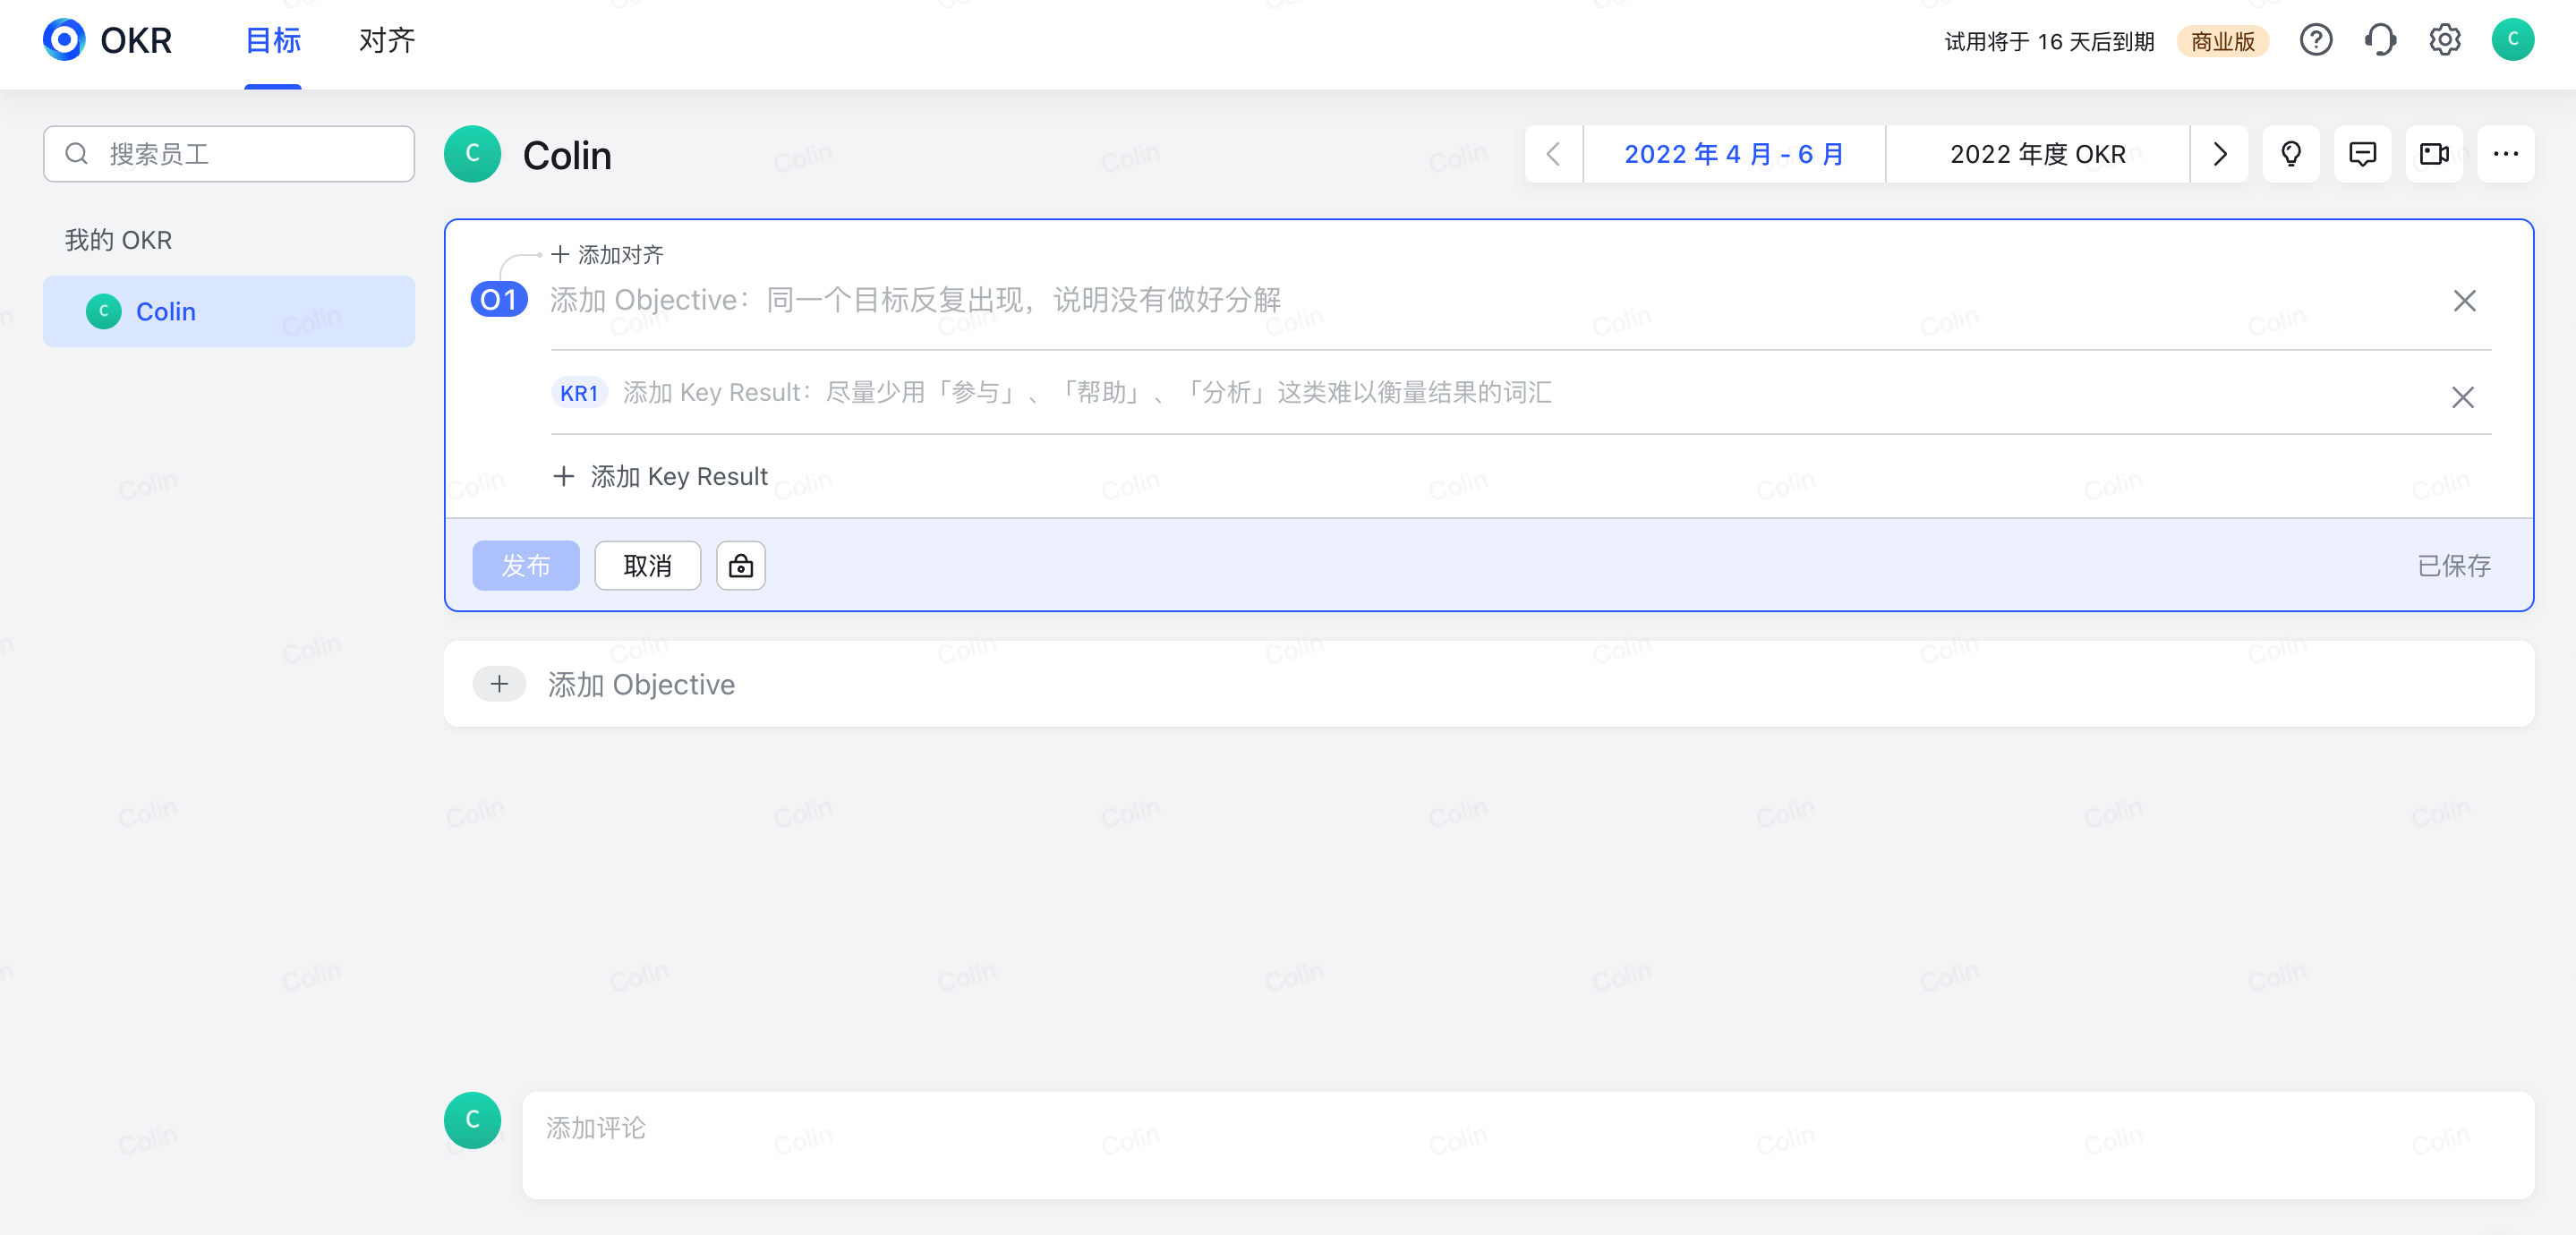 OKR 目标 对齐 试用将于 16 天后到期 商业版 C
搜索员工
C Colin 2022 年 4 月 - 6 月 2022 年度 OKR
我的 OKR
C Colin
添加对齐
O1 添加 Objective：同一个目标反复出现，说明没有做好分解
KR1 添加 Key Result：尽量少用「参与」、「帮助」、「分析」这类难以衡量结果的词汇
添加 Key Result
发布 取消 已保存
添加 Objective
C 添加评论